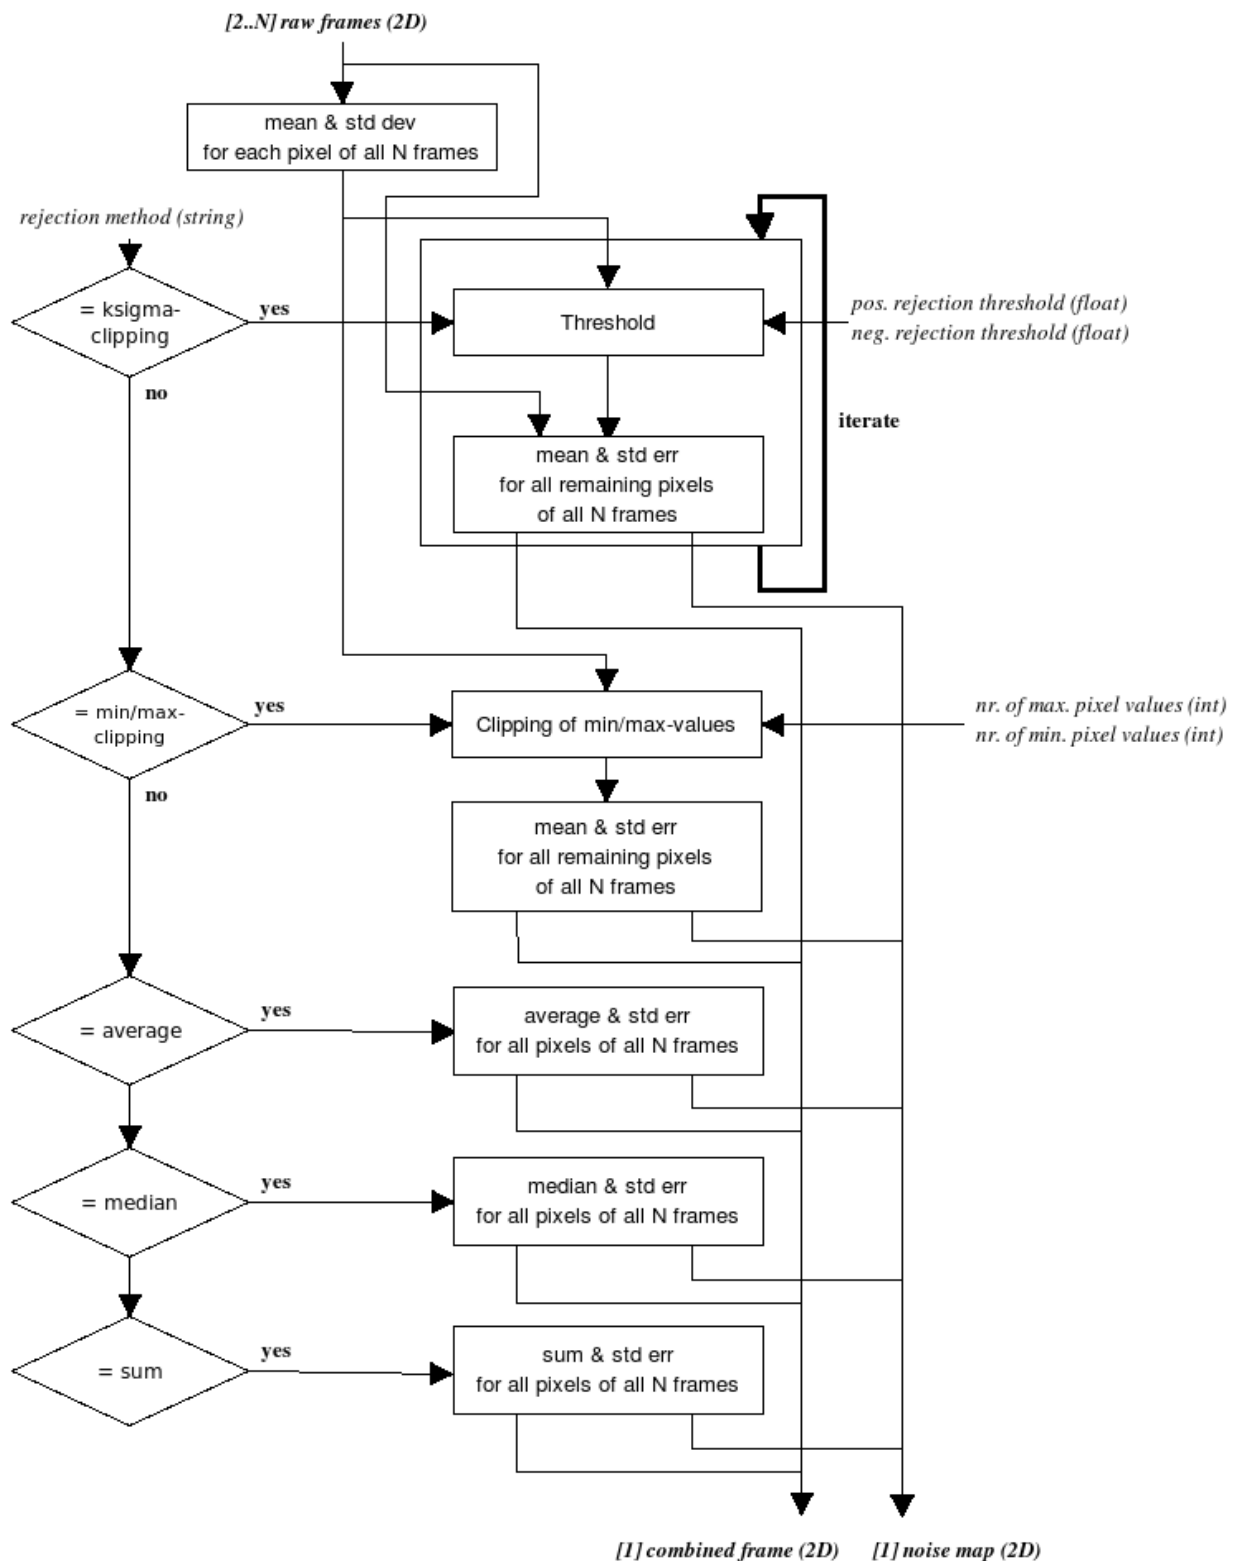 [2..N] raw frames (2D)
mean & std dev
for each pixel of all N frames
rejection method (string)
= ksigma-
clipping
yes
no
Threshold
pos. rejection threshold (float)
neg. rejection threshold (float)
iterate
mean & std err
for all remaining pixels
of all N frames
= min/max-
clipping
yes
no
Clipping of min/max-values
nr. of max. pixel values (int)
nr. of min. pixel values (int)
mean & std err
for all remaining pixels
of all N frames
= average
yes
average & std err
for all pixels of all N frames
= median
yes
median & std err
for all pixels of all N frames
= sum
yes
sum & std err
for all pixels of all N frames
[1] combined frame (2D)
[1] noise map (2D)